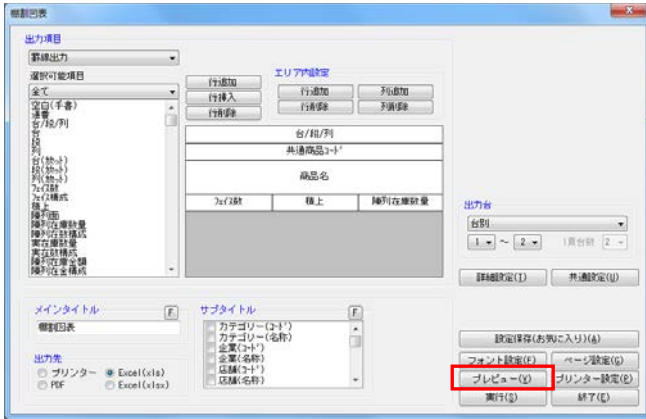 棚割図表
出力項目
罫線出力
選択可能項目
全て
空白(手書)
連番
台/段/列
台
段
列
台(ｶｾｯﾄ)
段(ｶｾｯﾄ)
列(ｶｾｯﾄ)
ﾌｪｲｽ数
ﾌｪｲｽ構成
積上
陳列面
陳列在庫数量
陳列在数構成
実在庫数量
実在数構成
陳列在庫金額
陳列在金構成
行追加
行挿入
行削除
エリア内設定
行追加
列追加
行削除
列削除
台/段/列
共通商品ｺｰﾄﾞ
商品名
ﾌｪｲｽ数 積上 陳列在庫数量
出力台
台別
1 ～ 2 1頁台数 2
詳細設定(T) 共通設定(U)
メインタイトル F
棚割図表
サブタイトル F
カテゴリー(ｺｰﾄﾞ)
カテゴリー(名称)
企業(ｺｰﾄﾞ)
企業(名称)
店舗(ｺｰﾄﾞ)
店舗(名称)
出力先
プリンター Excel(xls)
PDF Excel(xlsx)
設定保存(お気に入り)(A)
フォント設定(F) ページ設定(G)
プレビュー(V) プリンター設定(P)
実行(S) 終了(E)